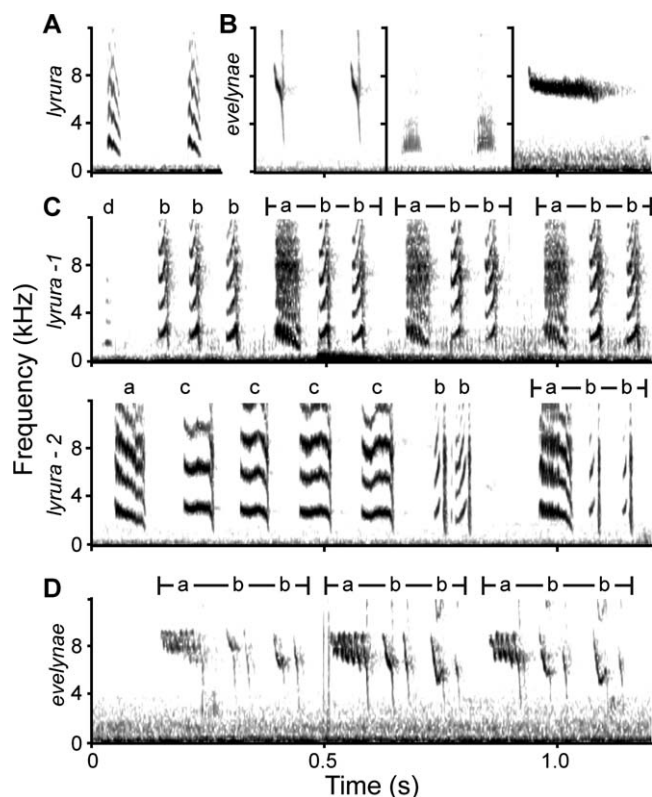 A B
lyrura
8
4
0
evelynae
C d b b b a b b a b b a b b
lyrura -1
8
4
0
a c c c c b b a b b
lyrura - 2
8
4
0
D a b b a b b a b b
evelynae
8
4
0
Frequency (kHz)
0 0.5 1.0
Time (s)